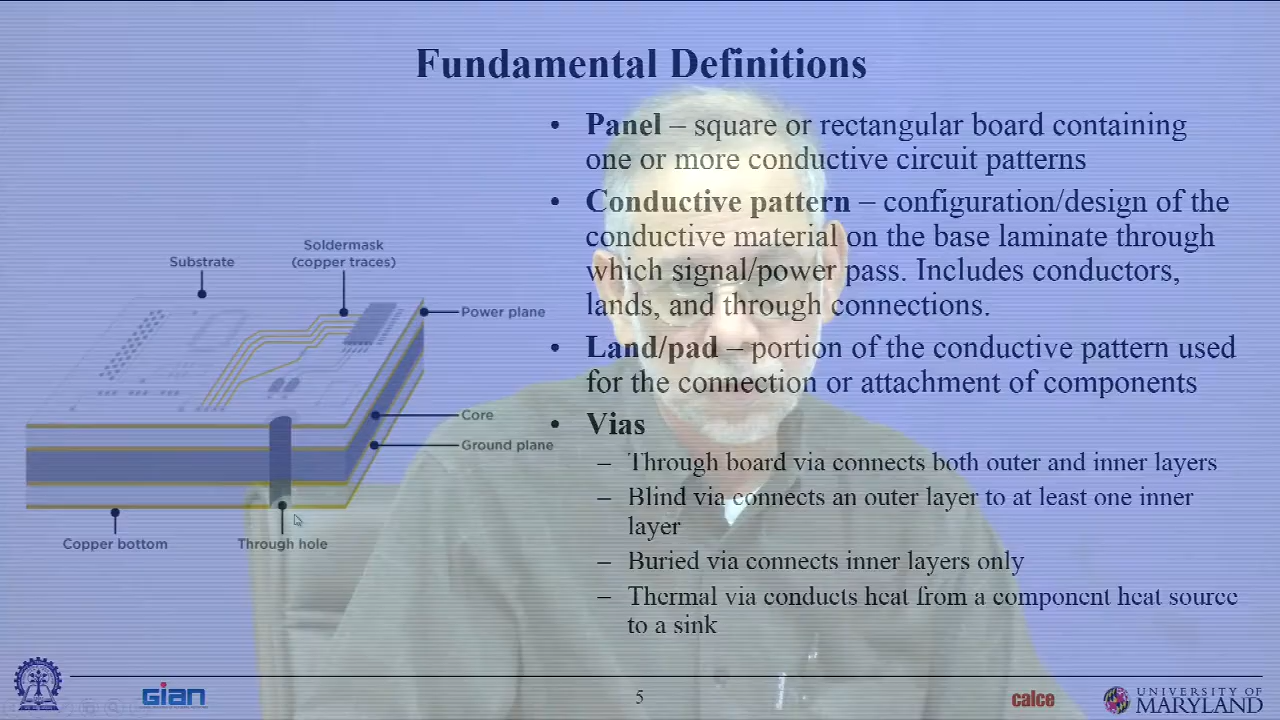 Fundamental Definitions
• Panel – square or rectangular board containing
one or more conductive circuit patterns
• Conductive pattern – configuration/design of the
conductive material on the base laminate through
which signal/power pass. Includes conductors,
lands, and through connections.
• Land/pad – portion of the conductive pattern used
for the connection or attachment of components
• Vias
– Through board via connects both outer and inner layers
– Blind via connects an outer layer to at least one inner
layer
– Buried via connects inner layers only
– Thermal via conducts heat from a component heat source
to a sink
Soldermask
(copper traces)
Substrate
Power plane
Core
Ground plane
Copper bottom
Through hole
GIAN
5
calce
UNIVERSITY OF
MARYLAND